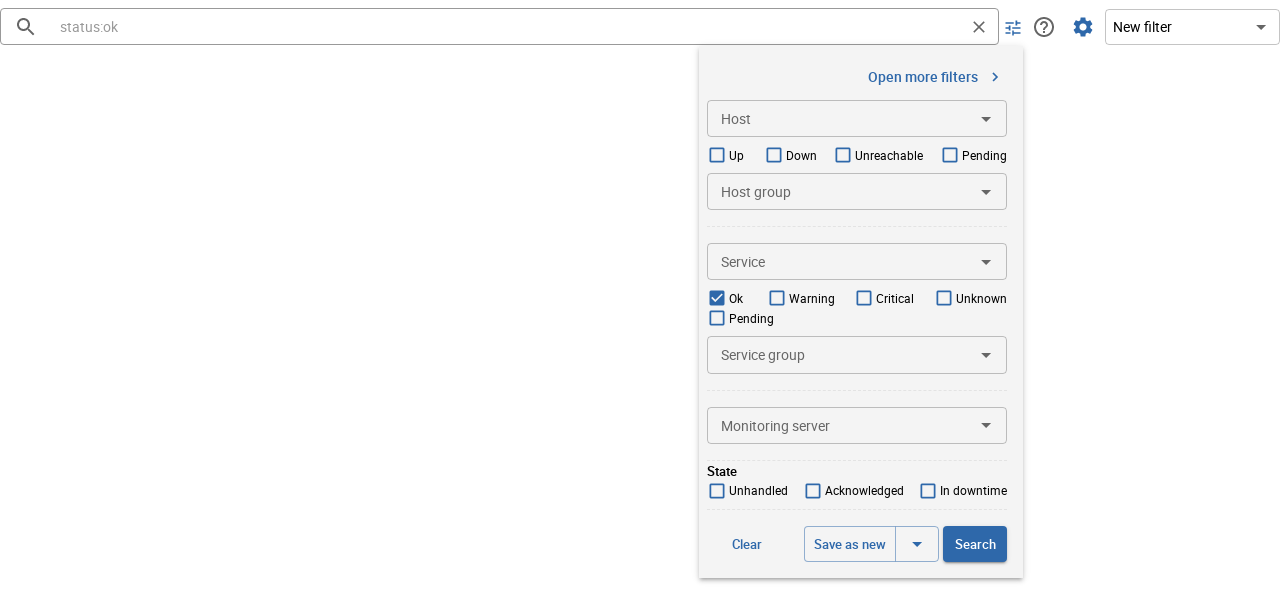 status:ok
New filter
Open more filters
Host
Up Down Unreachable Pending
Host group
Service
Ok Warning Critical Unknown
Pending
Service group
Monitoring server
State
Unhandled Acknowledged In downtime
Clear Save as new Search